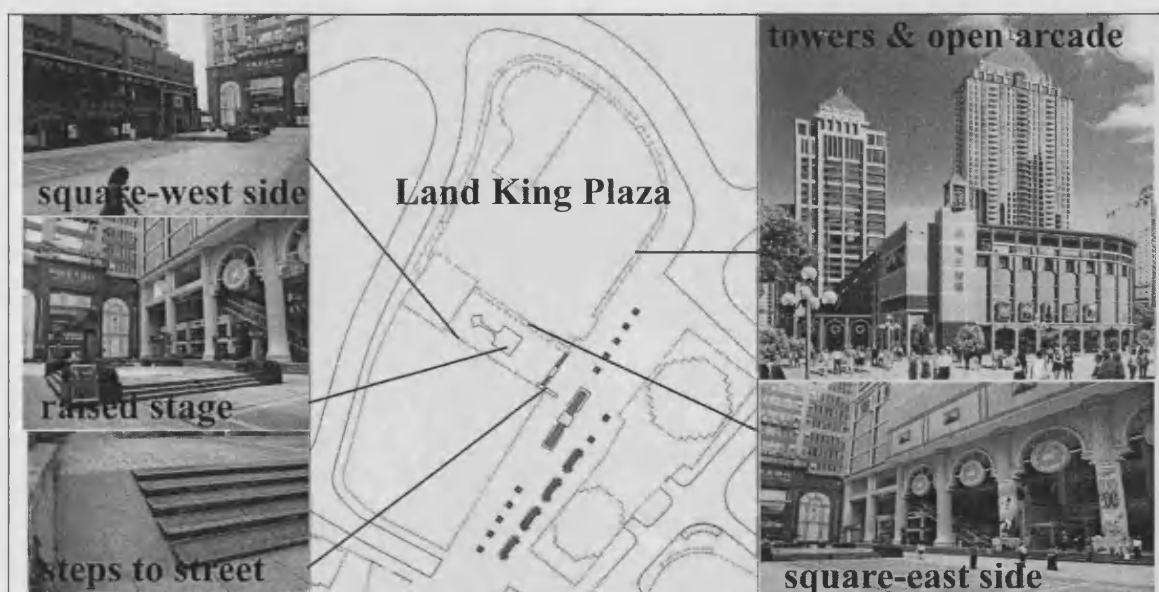 square-west side
raised stage
steps to street
Land King Plaza
towers & open arcade
square-east side